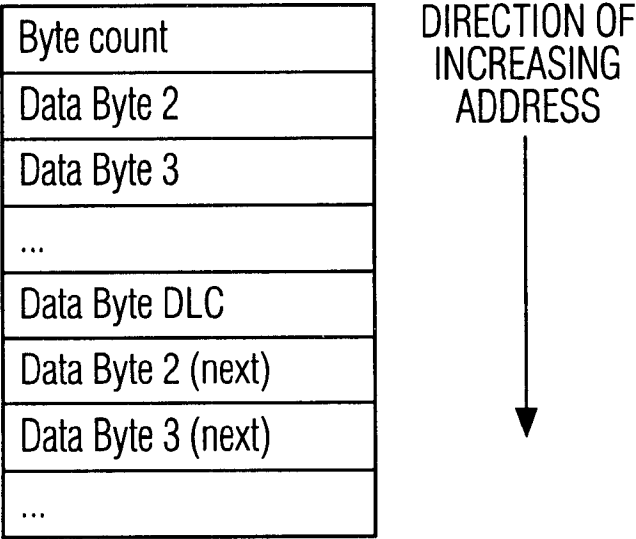 Byte count
Data Byte 2
Data Byte 3
...
Data Byte DLC
Data Byte 2 (next)
Data Byte 3 (next)
...
DIRECTION OF
INCREASING
ADDRESS